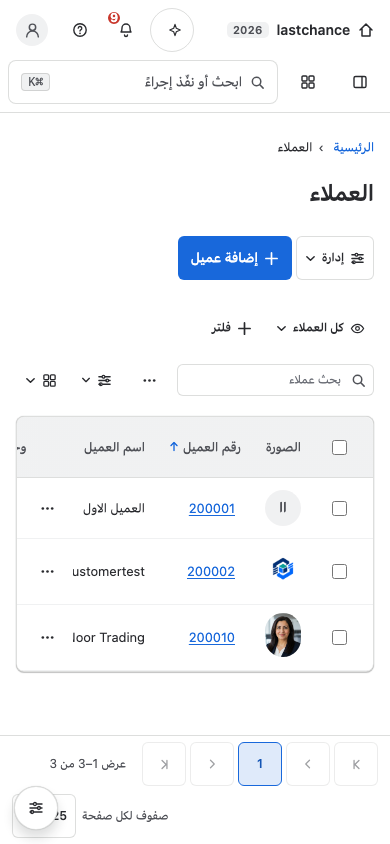 lastchance 2026
9
ابحث أو نفّذ إجراءً K⌘
الرئيسية › العملاء
العملاء
إدارة
إضافة عميل
كل العملاء
فلتر
بحث عملاء
الصورة رقم العميل اسم العميل
اا 200001 العميل الاول
200002 ustomertest
200010 loor Trading
1
عرض 1–3 من 3
صفوف لكل صفحة 25